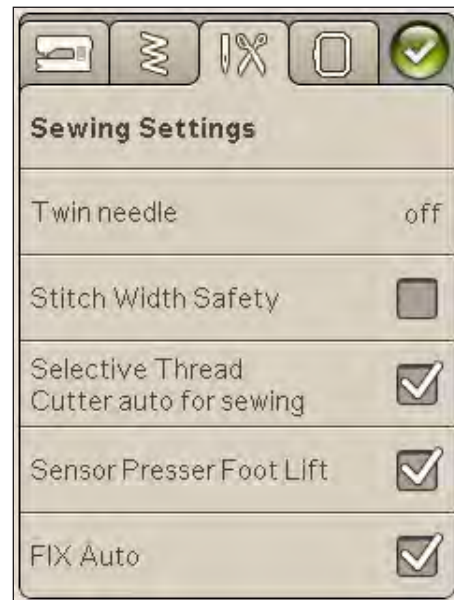 Sewing Settings
Twin needle
off
Stitch Width Safety
Selective Thread
Cutter auto for sewing
Sensor Presser Foot Lift
FIX Auto